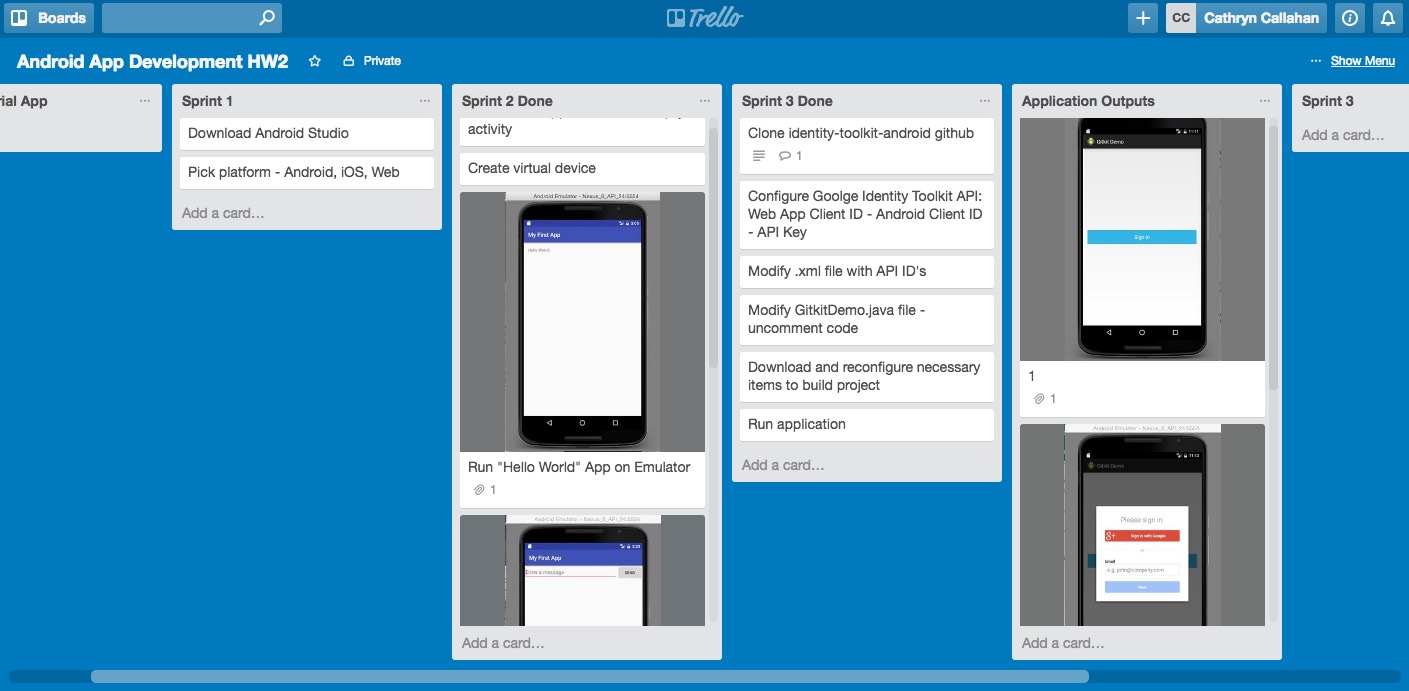 Boards
Trello
CC
Cathryn Callahan
Android App Development HW2
Private
Show Menu
rial App
Sprint 1
Download Android Studio
Pick platform - Android, iOS, Web
Add a card…
Sprint 2 Done
activity
Create virtual device
Android Emulator - Nexus_6_API_24:5554
My First App
Hello World!
Run "Hello World" App on Emulator
1
Android Emulator - Nexus_6_API_24:5554
My First App
Enter a message
SEND
Add a card…
Sprint 3 Done
Clone identity-toolkit-android github
1
Configure Goolge Identity Toolkit API:
Web App Client ID - Android Client ID
- API Key
Modify .xml file with API ID's
Modify GitkitDemo.java file -
uncomment code
Download and reconfigure necessary
items to build project
Run application
Add a card…
Application Outputs
11:11
Gitkit Demo
Sign in
1
1
Android Emulator - Nexus_6_API_24:5554
11:12
Gitkit Demo
Please sign in
g+
Sign in with Google
or
Email
e.g. john@company.com
Next
Add a card…
Sprint 3
Add a card…